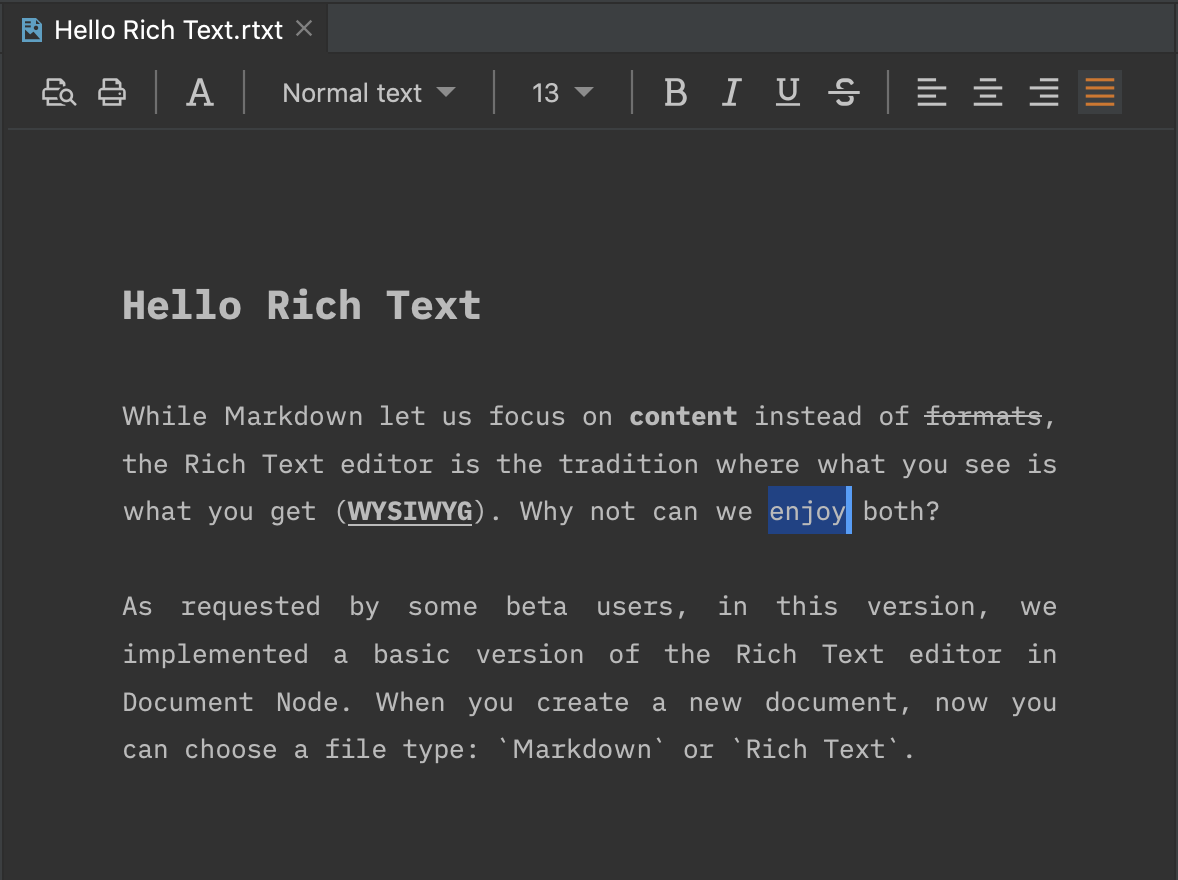 Hello Rich Text.rtxt
A Normal text 13 B I U S
Hello Rich Text
While Markdown let us focus on content instead of formats,
the Rich Text editor is the tradition where what you see is
what you get (WYSIWYG). Why not can we enjoy both?
As requested by some beta users, in this version, we
implemented a basic version of the Rich Text editor in
Document Node. When you create a new document, now you
can choose a file type: `Markdown` or `Rich Text`.